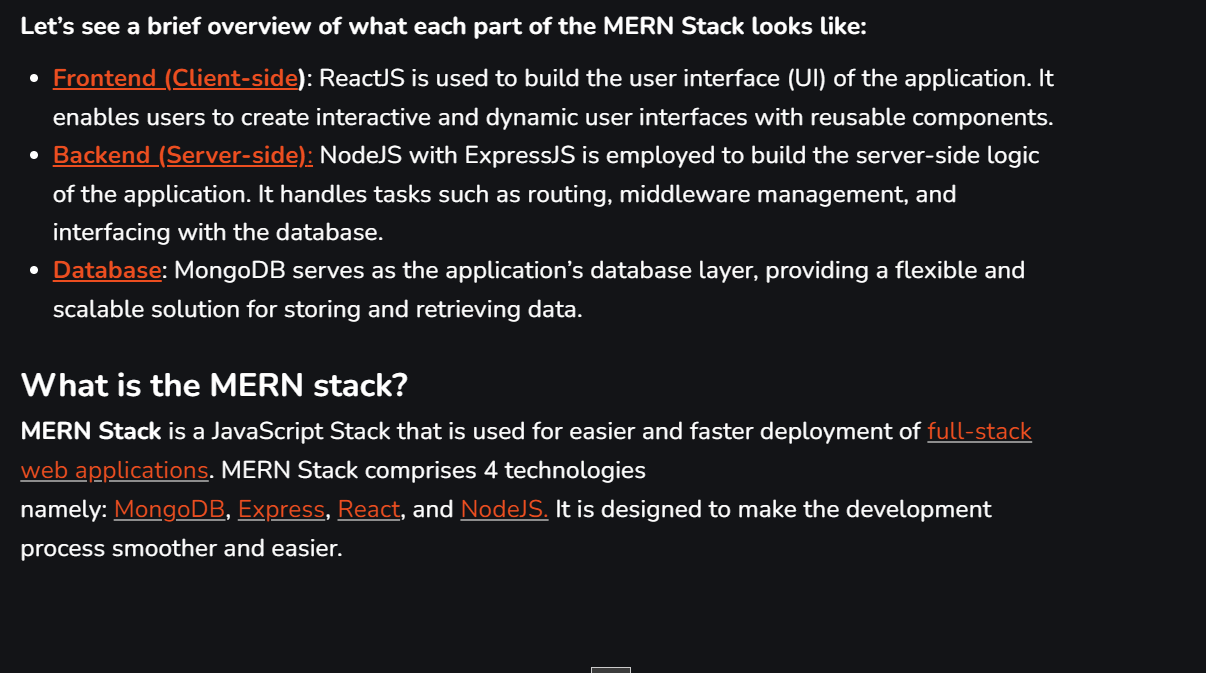 Let’s see a brief overview of what each part of the MERN Stack looks like:
• Frontend (Client-side): ReactJS is used to build the user interface (UI) of the application. It
enables users to create interactive and dynamic user interfaces with reusable components.
• Backend (Server-side): NodeJS with ExpressJS is employed to build the server-side logic
of the application. It handles tasks such as routing, middleware management, and
interfacing with the database.
• Database: MongoDB serves as the application’s database layer, providing a flexible and
scalable solution for storing and retrieving data.
What is the MERN stack?
MERN Stack is a JavaScript Stack that is used for easier and faster deployment of full-stack
web applications. MERN Stack comprises 4 technologies
namely: MongoDB, Express, React, and NodeJS. It is designed to make the development
process smoother and easier.